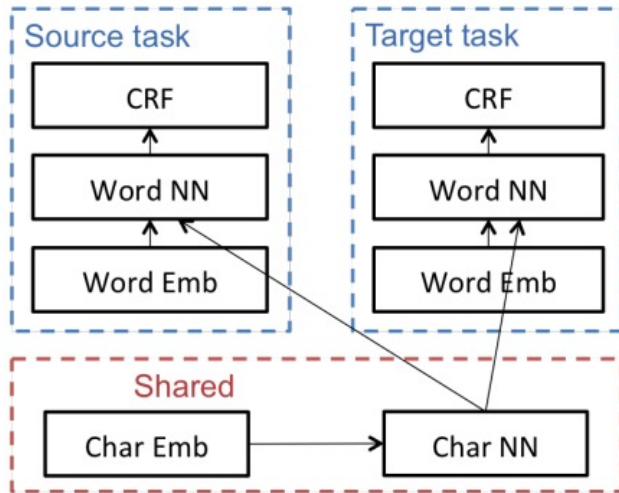 Source task
CRF
Word NN
Word Emb
Target task
CRF
Word NN
Word Emb
Shared
Char Emb
Char NN